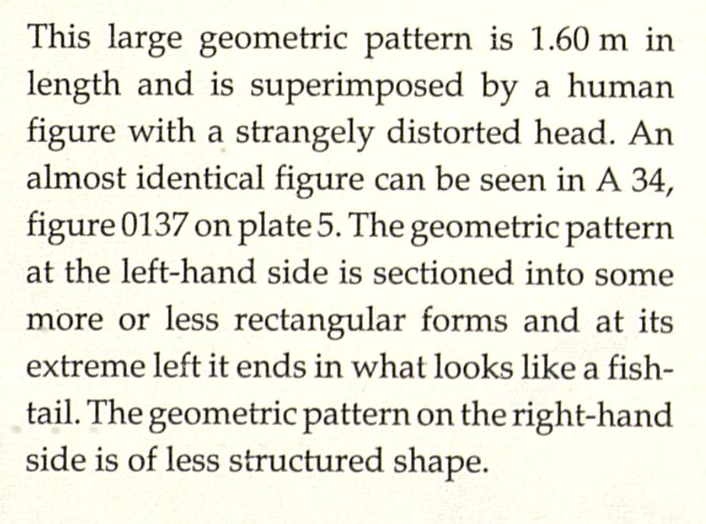 This large geometric pattern is 1.60 m in
length and is superimposed by a human
figure with a strangely distorted head. An
almost identical figure can be seen in A 34,
figure 0137 on plate 5. The geometric pattern
at the left-hand side is sectioned into some
more or less rectangular forms and at its
extreme left it ends in what looks like a fish-
tail. The geometric pattern on the right-hand
side is of less structured shape.